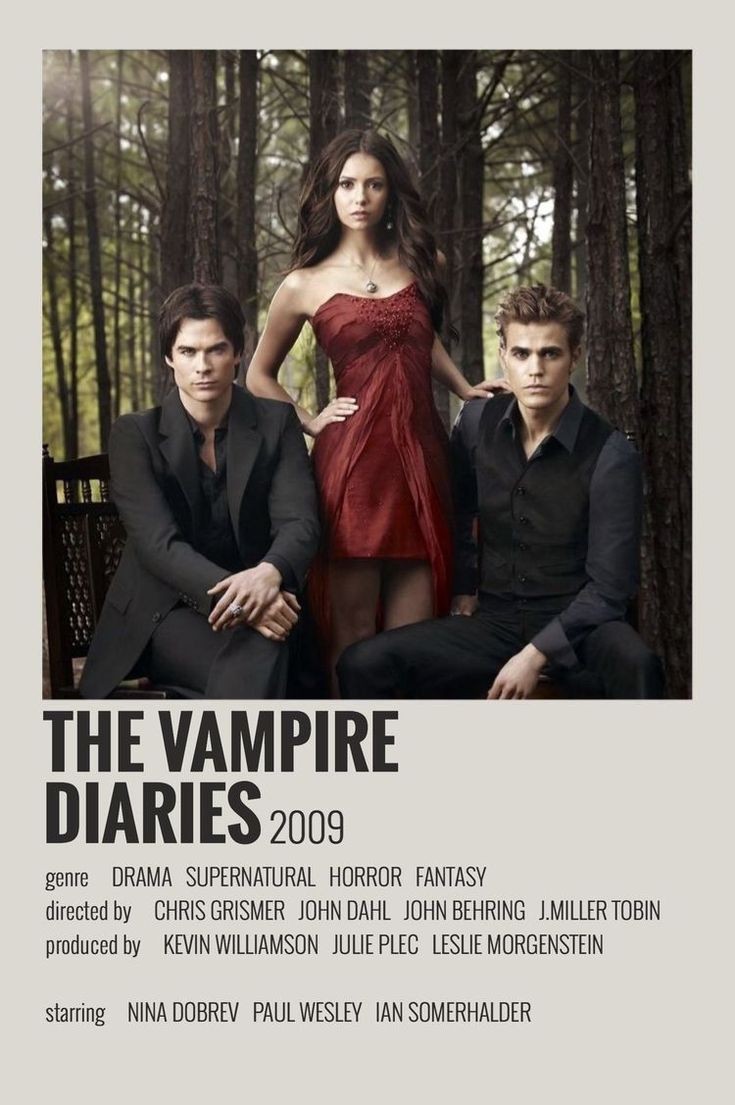 THE VAMPIRE
DIARIES 2009
genre DRAMA SUPERNATURAL HORROR FANTASY
directed by CHRIS GRISMER JOHN DAHL JOHN BEHRING J.MILLER TOBIN
produced by KEVIN WILLIAMSON JULIE PLEC LESLIE MORGENSTEIN
starring NINA DOBREV PAUL WESLEY IAN SOMERHALDER